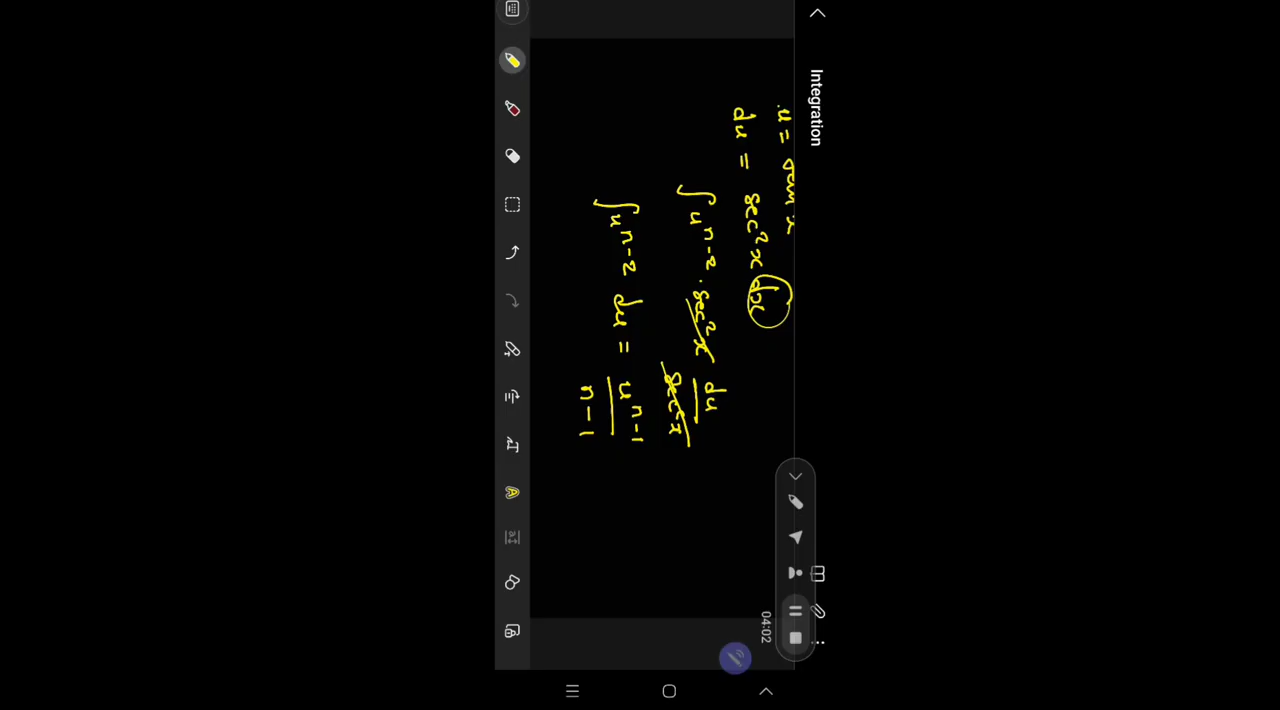 Integration
u = tan x
du = sec²x dx
∫ uⁿ⁻² . sec²x du/sec²x
∫ uⁿ⁻² du = uⁿ⁻¹/n-1
04:02